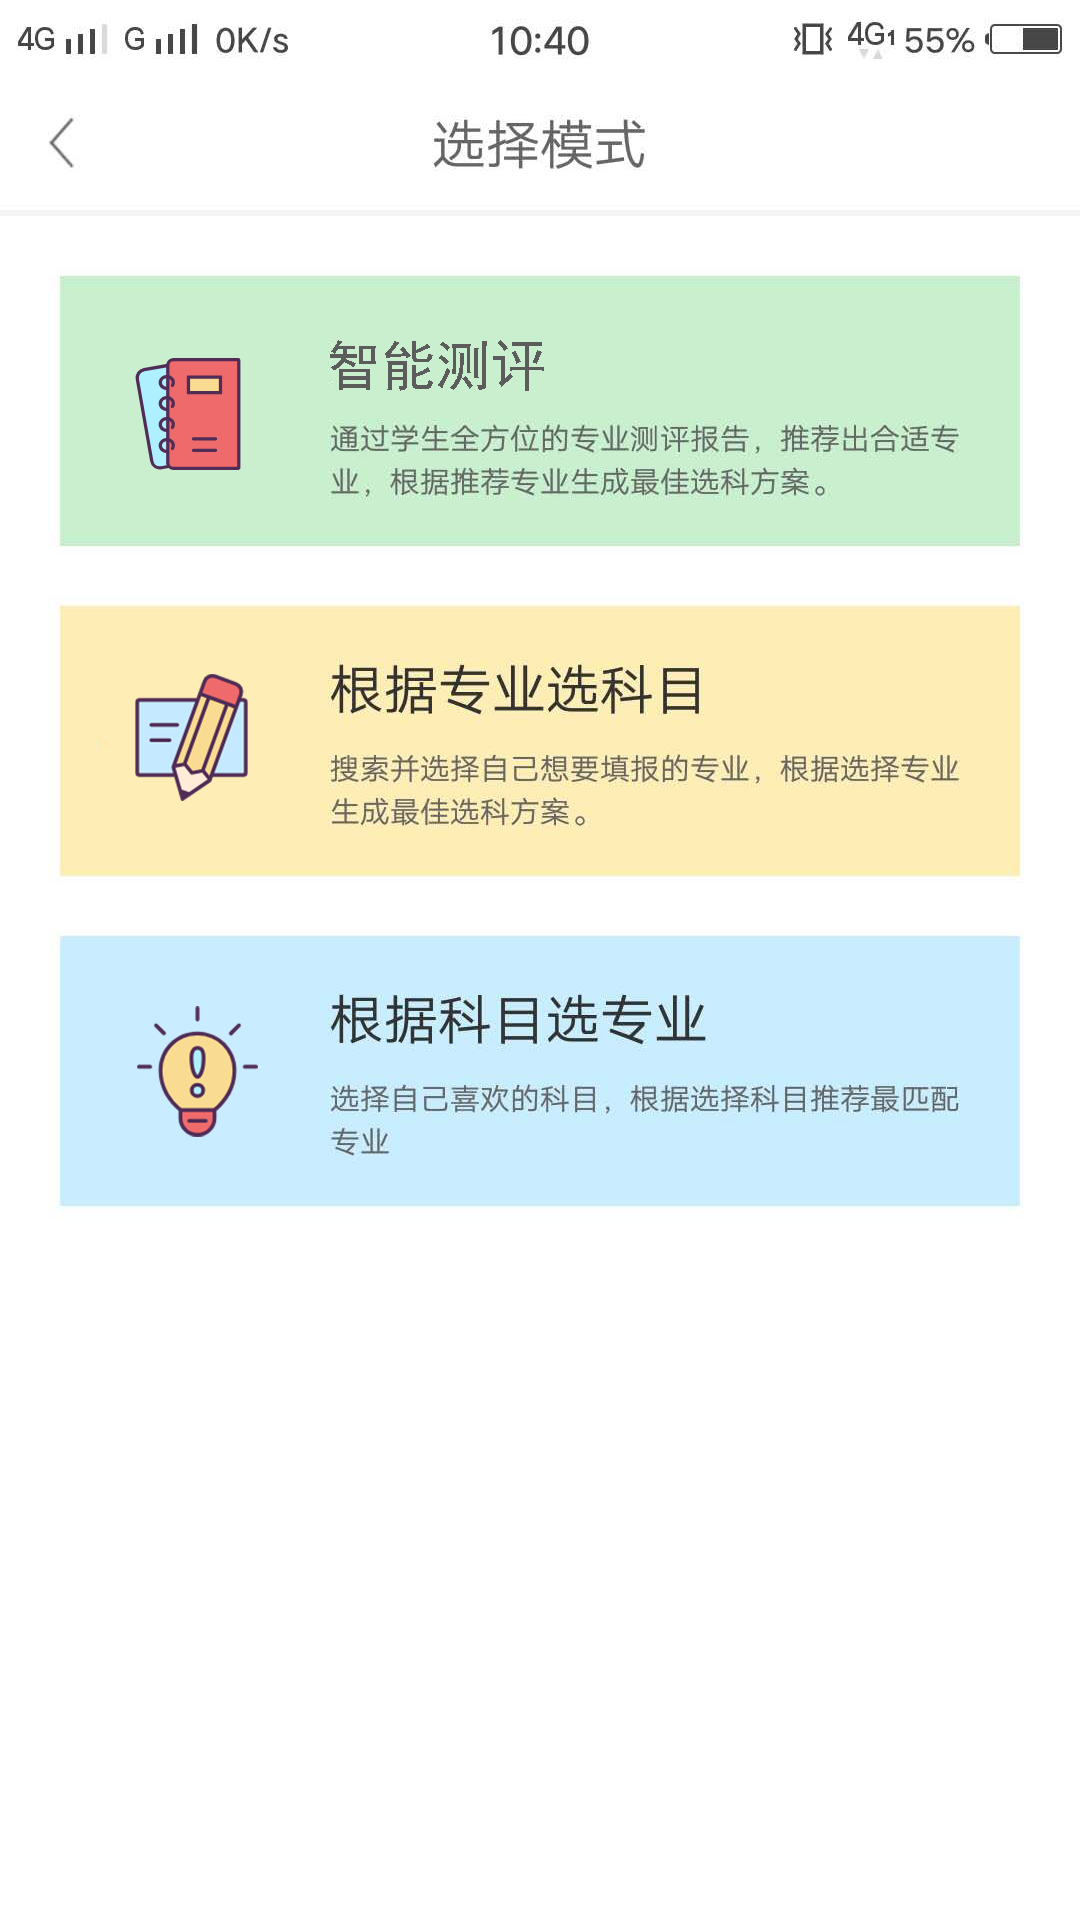 4G G 0K/s 10:40 4G1 55%
选择模式
智能测评
通过学生全方位的专业测评报告，推荐出合适专
业，根据推荐专业生成最佳选科方案。
根据专业选科目
搜索并选择自己想要填报的专业，根据选择专业
生成最佳选科方案。
根据科目选专业
选择自己喜欢的科目，根据选择科目推荐最匹配
专业